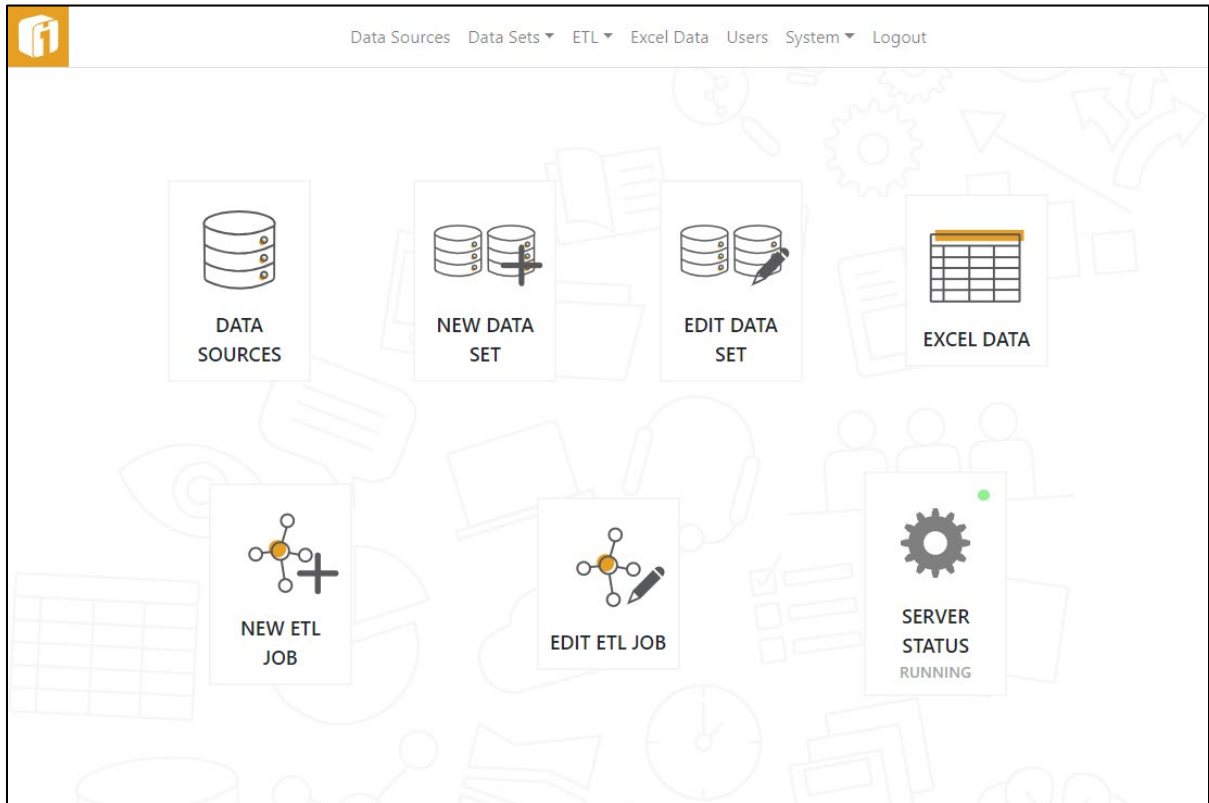 Data Sources Data Sets ETL Excel Data Users System Logout
DATA
SOURCES
NEW DATA
SET
EDIT DATA
SET
EXCEL DATA
NEW ETL
JOB
EDIT ETL JOB
SERVER
STATUS
RUNNING